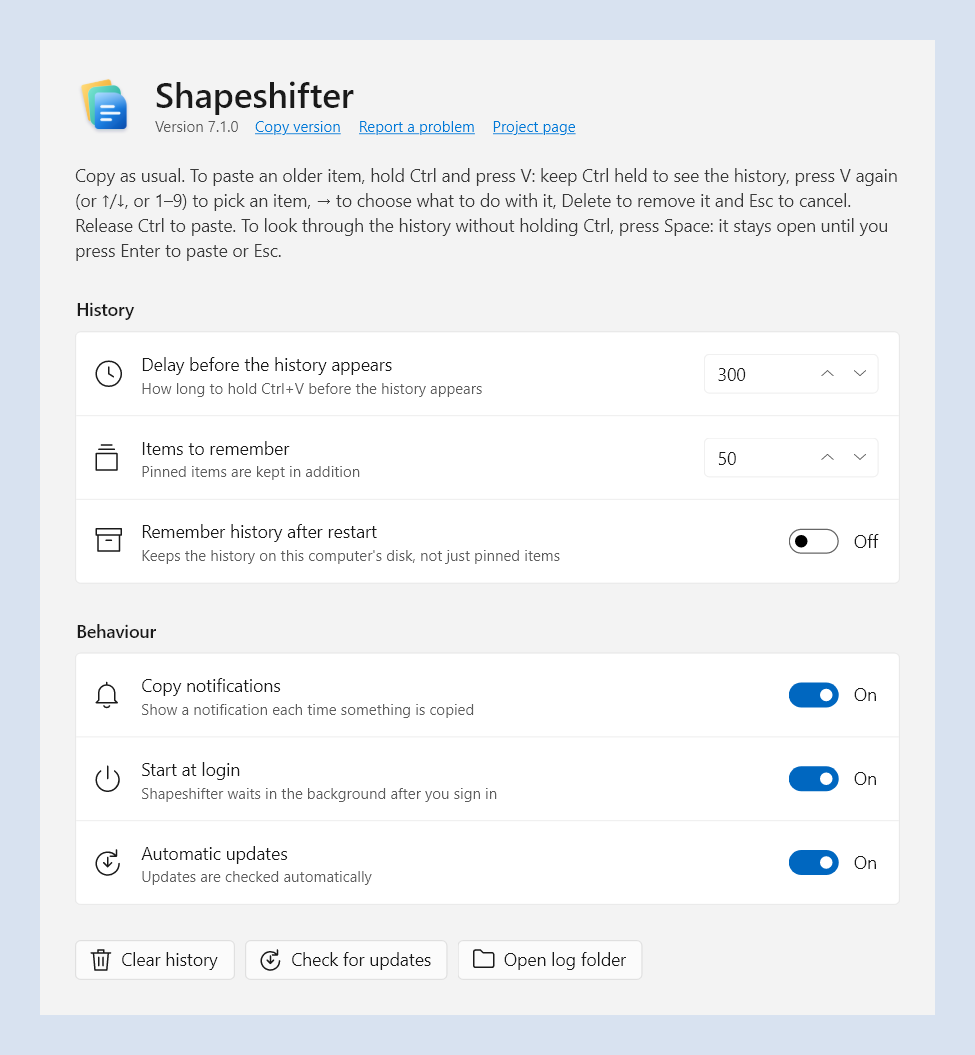 Shapeshifter
Version 7.1.0 Copy version Report a problem Project page
Copy as usual. To paste an older item, hold Ctrl and press V: keep Ctrl held to see the history, press V again
(or ↑/↓, or 1–9) to pick an item, → to choose what to do with it, Delete to remove it and Esc to cancel.
Release Ctrl to paste. To look through the history without holding Ctrl, press Space: it stays open until you
press Enter to paste or Esc.
History
Delay before the history appears
How long to hold Ctrl+V before the history appears
300
Items to remember
Pinned items are kept in addition
50
Remember history after restart
Keeps the history on this computer's disk, not just pinned items
Off
Behaviour
Copy notifications
Show a notification each time something is copied
On
Start at login
Shapeshifter waits in the background after you sign in
On
Automatic updates
Updates are checked automatically
On
Clear history Check for updates Open log folder